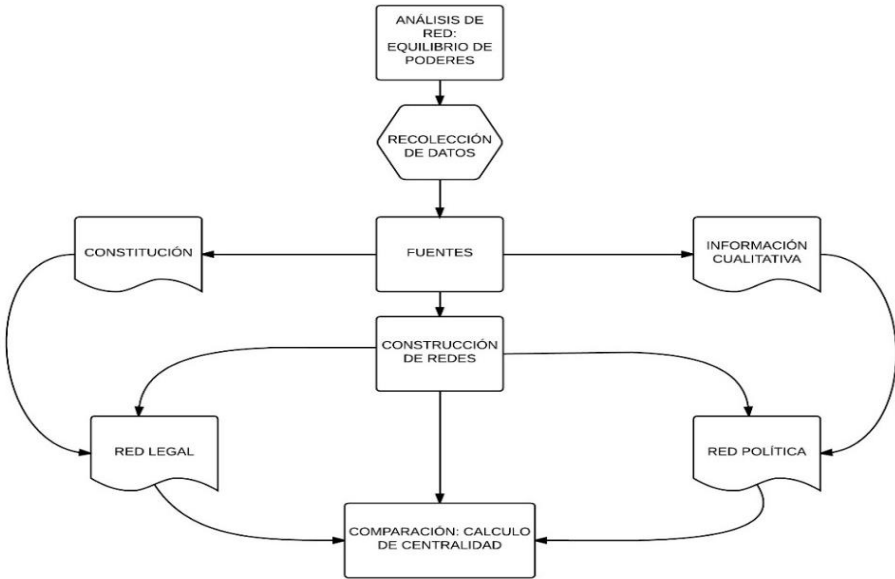 ANÁLISIS DE
RED:
EQUILIBRIO DE
PODERES
RECOLECCIÓN
DE DATOS
CONSTITUCIÓN
FUENTES
INFORMACIÓN
CUALITATIVA
CONSTRUCCIÓN
DE REDES
RED LEGAL
RED POLÍTICA
COMPARACIÓN: CALCULO
DE CENTRALIDAD